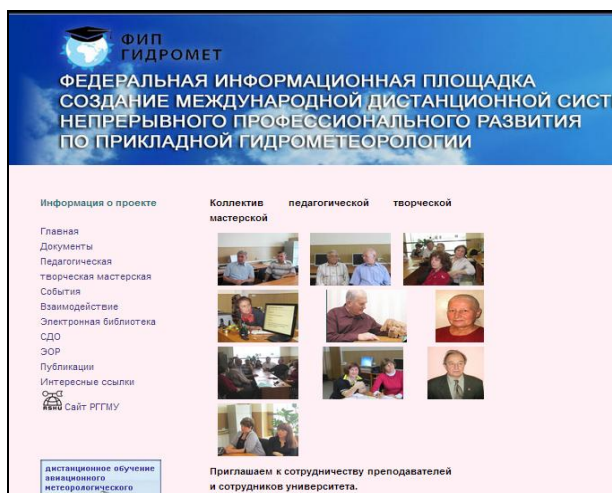 ФИП
ГИДРОМЕТ
ФЕДЕРАЛЬНАЯ ИНФОРМАЦИОННАЯ ПЛОЩАДКА
СОЗДАНИЕ МЕЖДУНАРОДНОЙ ДИСТАНЦИОННОЙ СИСТ
НЕПРЕРЫВНОГО ПРОФЕССИОНАЛЬНОГО РАЗВИТИЯ
ПО ПРИКЛАДНОЙ ГИДРОМЕТЕОРОЛОГИИ
Информация о проекте
Главная
Документы
Педагогическая
творческая мастерская
События
Взаимодействие
Электронная библиотека
СДО
ЭОР
Публикации
Интересные ссылки
RSHU Сайт РГГМУ
дистанционное обучение
авиационного
метеорологического
Коллектив педагогической творческой
мастерской
Приглашаем к сотрудничеству преподавателей
и сотрудников университета.